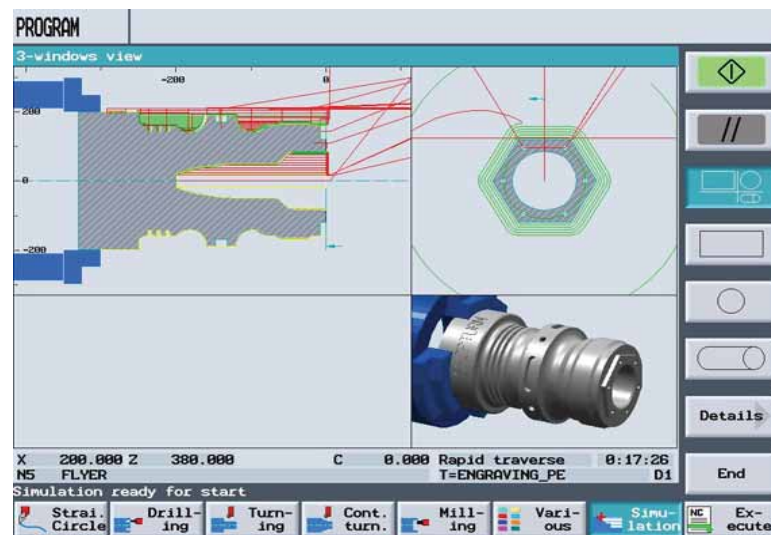 PROGRAM
3-windows view
-200 0
200
0
-200
//
Details
X 200.000 Z 380.000 C 0.000 Rapid traverse 0:17:26
N5 FLYER T=ENGRAVING_PE D1
End
Simulation ready for start
Strai. Circle
Drill- ing
Turn- ing
Cont. turn.
Mill- ing
Vari- ous
Simu- lation
NC Ex- ecute